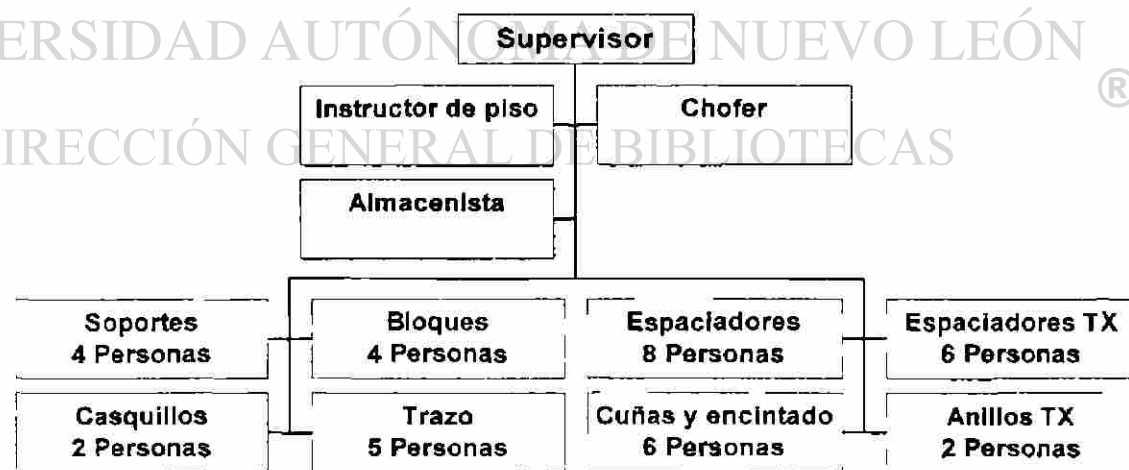 ERSIDAD AUTÓNOMA DE NUEVO LEÓN
®
Supervisor
Instructor de piso
Chofer
IRECCIÓN GENERAL DE BIBLIOTECAS
Almacenista
Soportes
4 Personas
Bloques
4 Personas
Espaciadores
8 Personas
Espaciadores TX
6 Personas
Casquillos
2 Personas
Trazo
5 Personas
Cuñas y encintado
6 Personas
Anillos TX
2 Personas